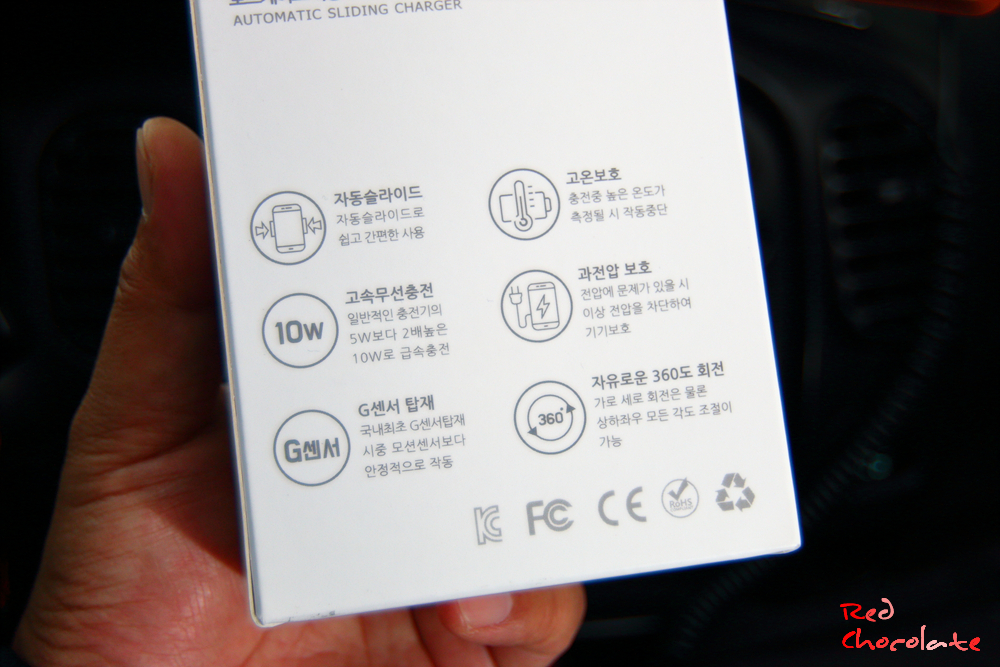 AUTOMATIC SLIDING CHARGER
자동슬라이드
자동슬라이드로
쉽고 간편한 사용
10W
고속무선충전
일반적인 충전기의
5W보다 2배높은
10W로 급속충전
G센서
G센서 탑재
국내최초 G센서탑재
시중 모션센서보다
안정적으로 작동
고온보호
충전중 높은 온도가
측정될 시 작동중단
과전압 보호
전압에 문제가 있을 시
이상 전압을 차단하여
기기보호
360°
자유로운 360도 회전
가로 세로 회전은 물론
상하좌우 모든 각도 조절이
가능
KC FC CE RoHS
Red
Chocolate